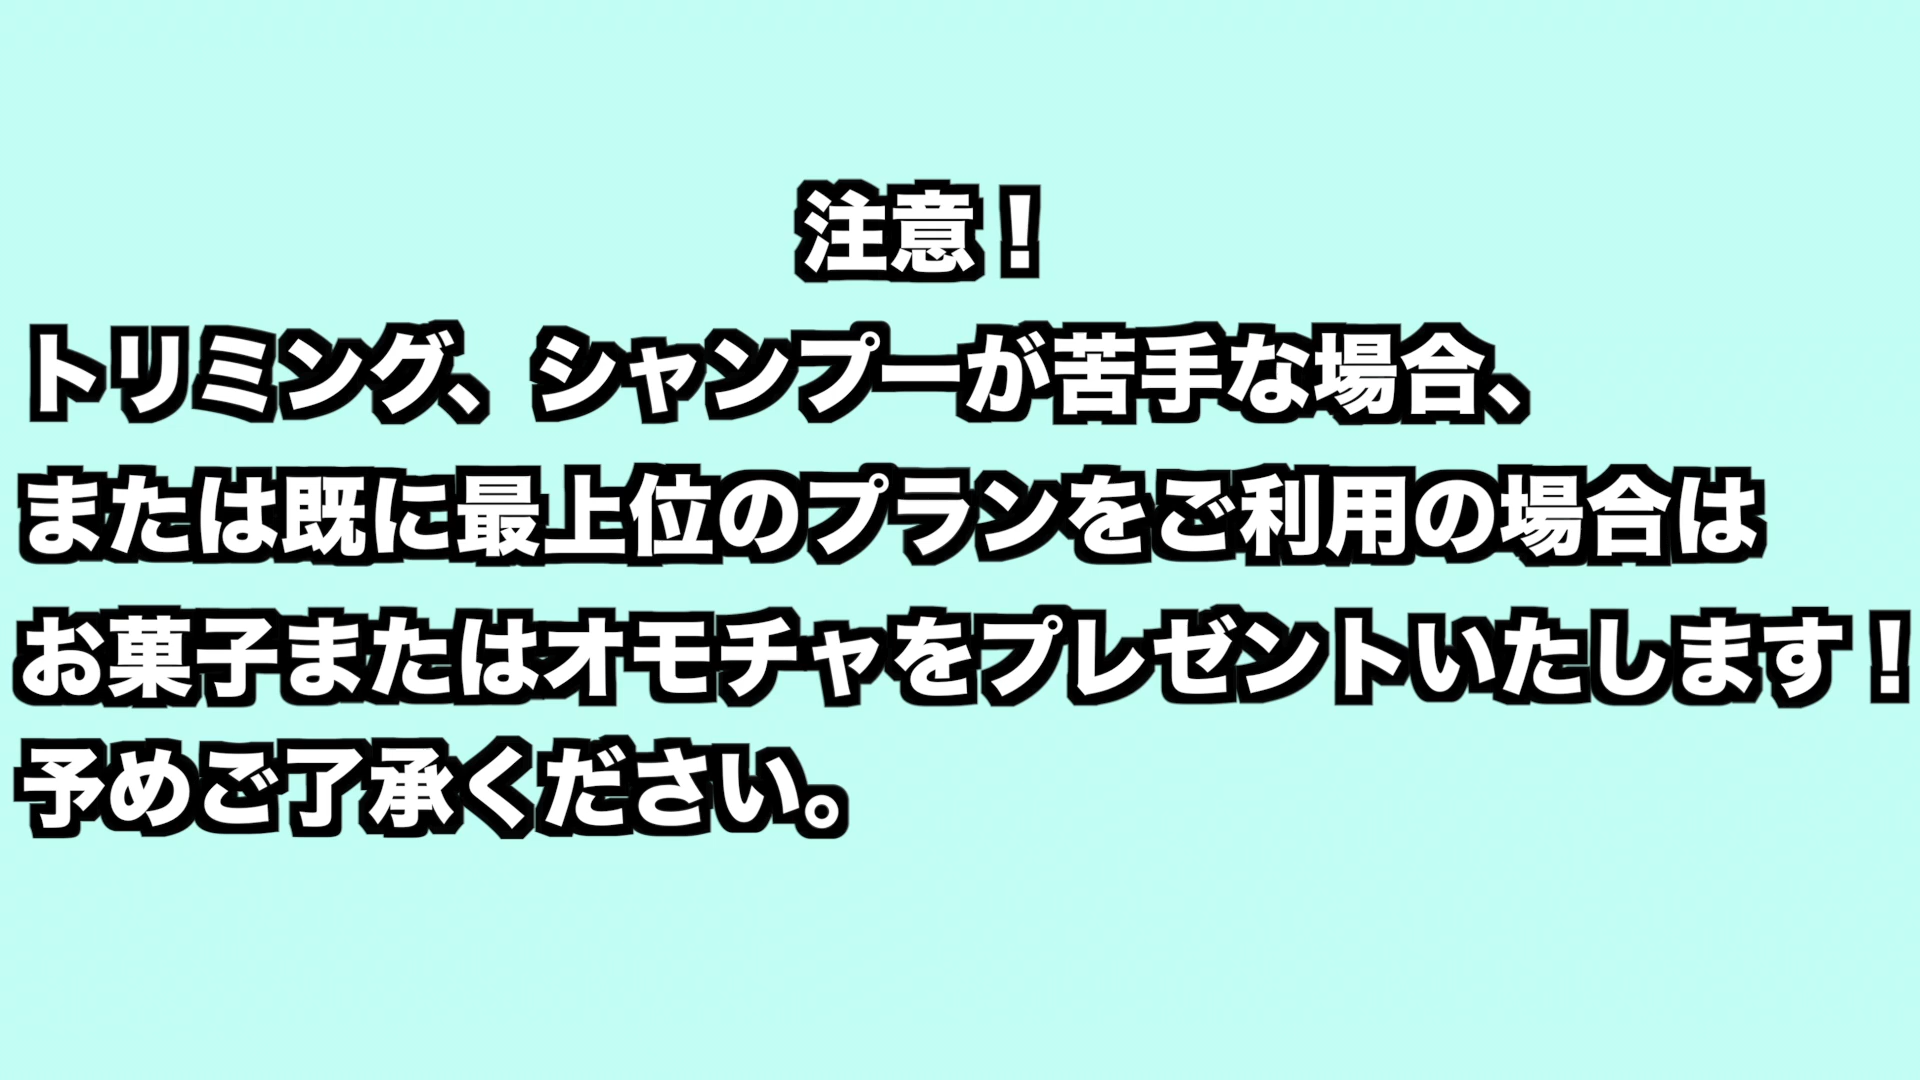 注意！
トリミング、シャンプーが苦手な場合、
または既に最上位のプランをご利用の場合は
お菓子またはオモチャをプレゼントいたします！
予めご了承ください。